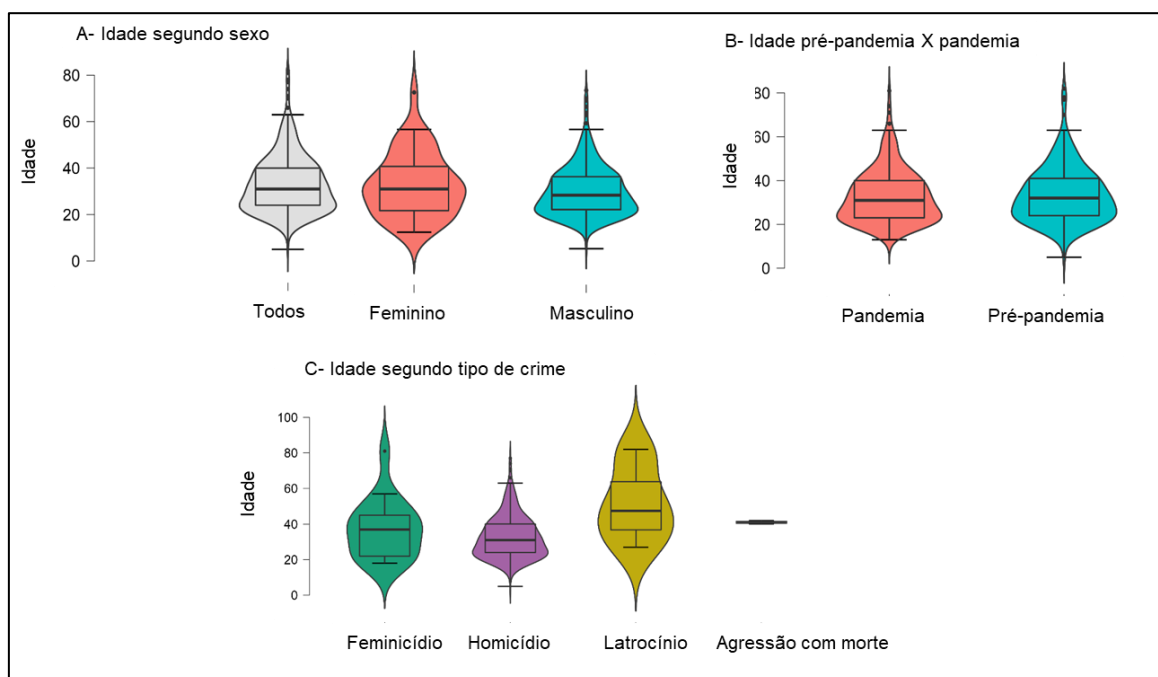 A- Idade segundo sexo
80
60
40
20
0
Idade
Todos
Feminino
Masculino
B- Idade pré-pandemia X pandemia
80
60
40
20
0
Idade
Pandemia
Pré-pandemia
C- Idade segundo tipo de crime
100
80
60
40
20
0
Idade
Feminicídio
Homicídio
Latrocínio
Agressão com morte